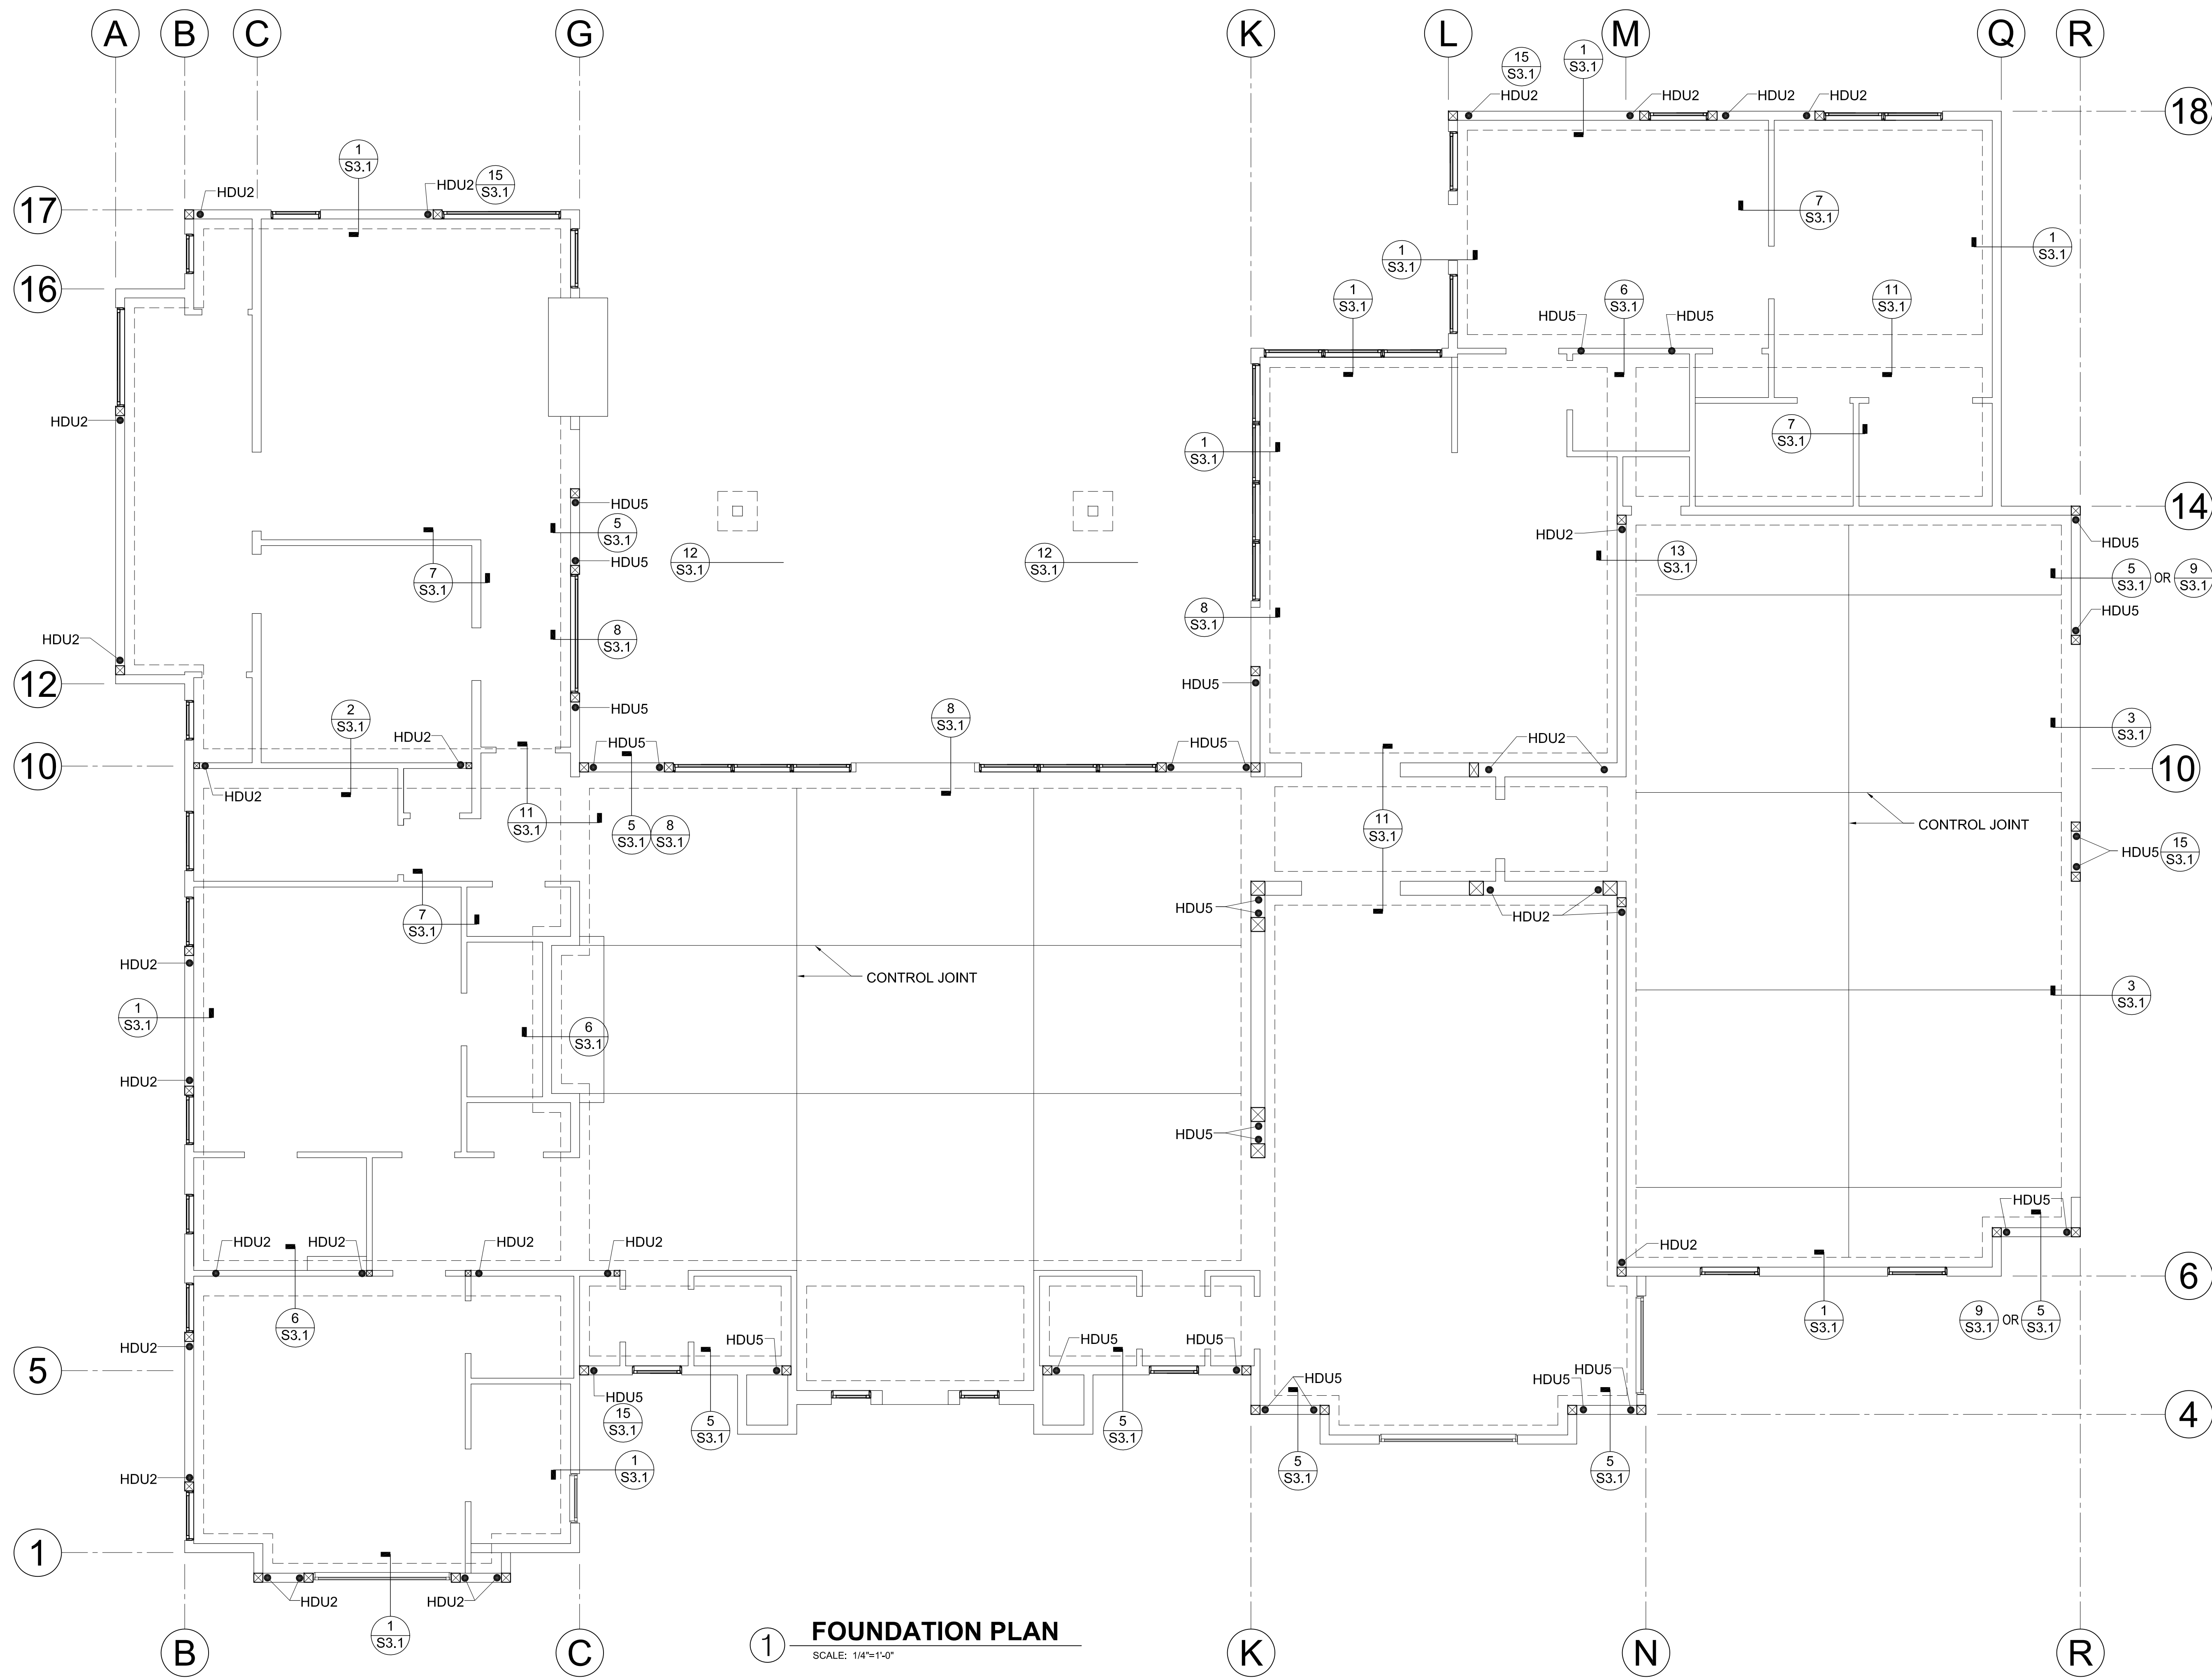 A B C G K L M Q R
15
S3.1
1
S3.1
HDU2 HDU2 HDU2 HDU2
18
1
S3.1
HDU2 HDU2
15
S3.1
17
7
S3.1
1
S3.1
1
S3.1
16
1
S3.1
6
S3.1
11
S3.1
HDU5 HDU5
HDU2
1
S3.1
7
S3.1
HDU5
5
S3.1
HDU5
12
S3.1
12
S3.1
14
HDU2
13
S3.1
HDU5
5
S3.1
OR
9
S3.1
HDU5
7
S3.1
HDU2
8
S3.1
8
S3.1
12
HDU5
HDU5
2
S3.1
8
S3.1
3
S3.1
HDU2
HDU5 HDU5 HDU2
10
10
HDU2
11
S3.1
5
S3.1
8
S3.1
11
S3.1
CONTROL JOINT
HDU5
15
S3.1
7
S3.1
HDU5 HDU2
HDU2
CONTROL JOINT
1
S3.1
6
S3.1
3
S3.1
HDU2
HDU5
HDU5
HDU2 HDU2 HDU2 HDU2
HDU2
6
6
S3.1
1
S3.1
9
S3.1
OR
5
S3.1
HDU2
HDU5 HDU5 HDU5
5
HDU5
15
S3.1
HDU5 HDU5 HDU5
4
5
S3.1
5
S3.1
5
S3.1
5
S3.1
1
S3.1
HDU2
1
HDU2 HDU2
1
S3.1
1 FOUNDATION PLAN
SCALE: 1/4"=1'-0"
B C K N R